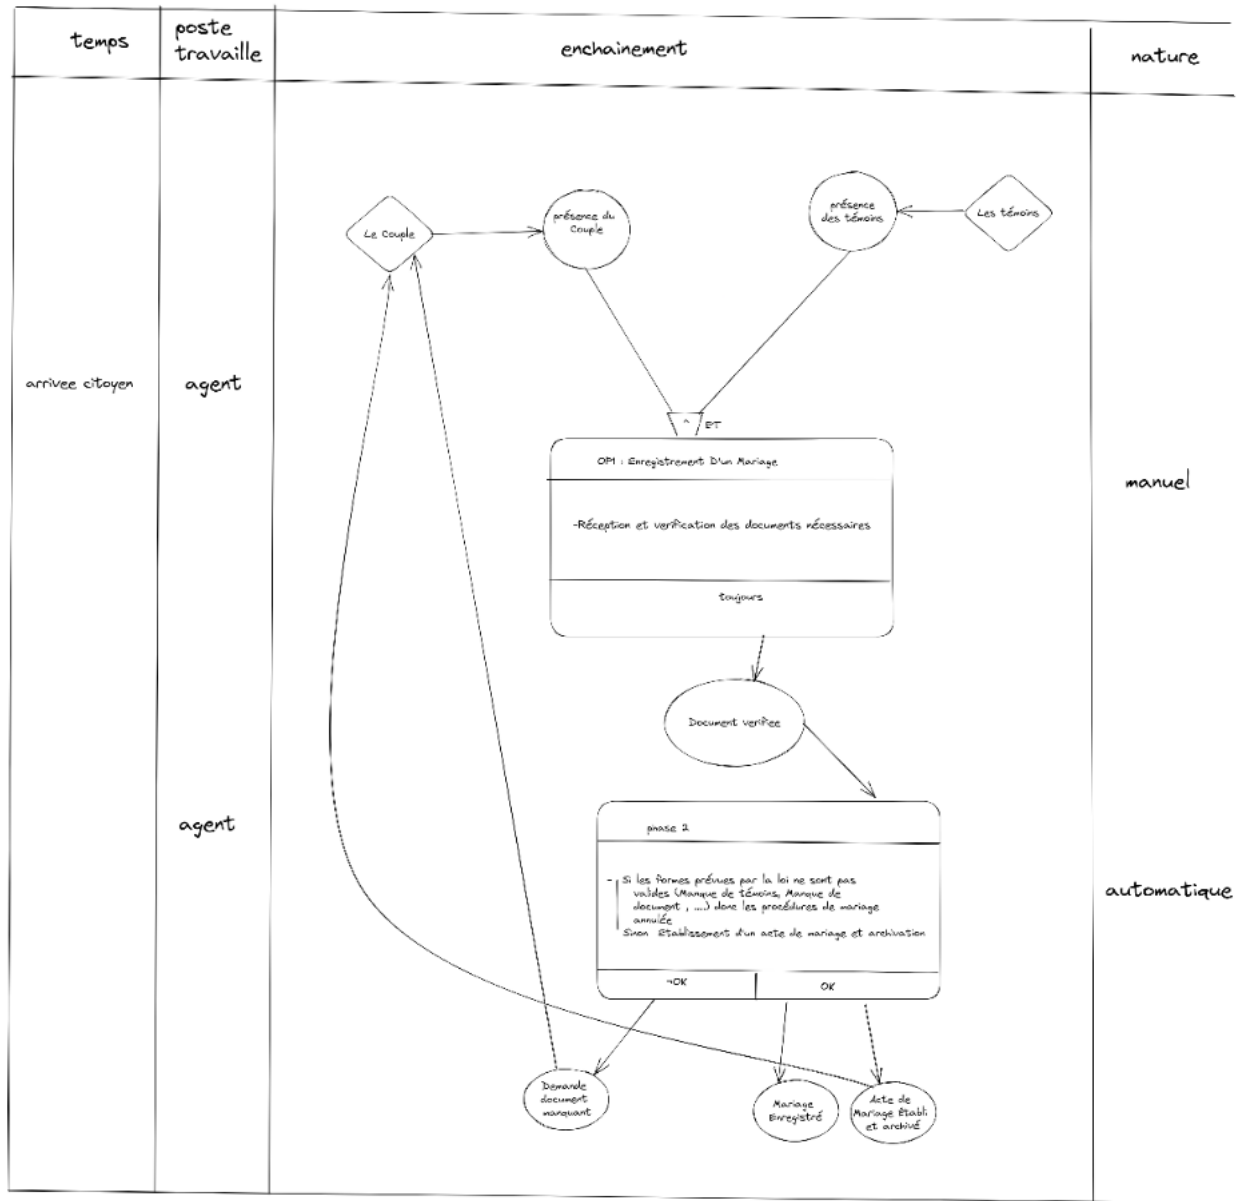 temps
poste
travaille
enchainement
nature
Le Couple
présence du
Couple
présence
des témoins
Les témoins
arrivee citoyen
agent
^
ET
OP1 : Enregistrement D'un Mariage
-Réception et verification des documents nécessaires
toujours
manuel
Document verifiee
agent
phase 2
- Si les formes prévues par la loi ne sont pas
valides (Manque de témoins, Manque de
document , ....) donc les procédures de mariage
annulée
Sinon Etablissement d'un acte de mariage et archivation
¬OK
OK
automatique
Demande
document
manquant
Mariage
Enregistré
Acte de
Mariage Établi
et archivé